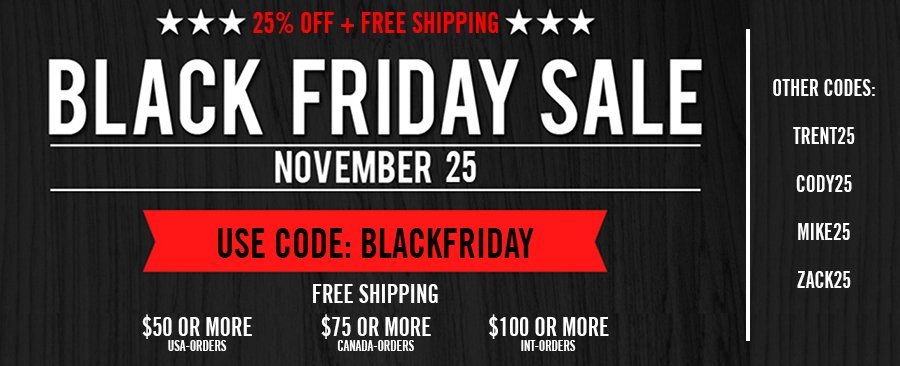 25% OFF + FREE SHIPPING
BLACK FRIDAY SALE
NOVEMBER 25
USE CODE: BLACKFRIDAY
FREE SHIPPING
$50 OR MORE
USA-ORDERS
$75 OR MORE
CANADA-ORDERS
$100 OR MORE
INT-ORDERS
OTHER CODES:
TRENT25
CODY25
MIKE25
ZACK25